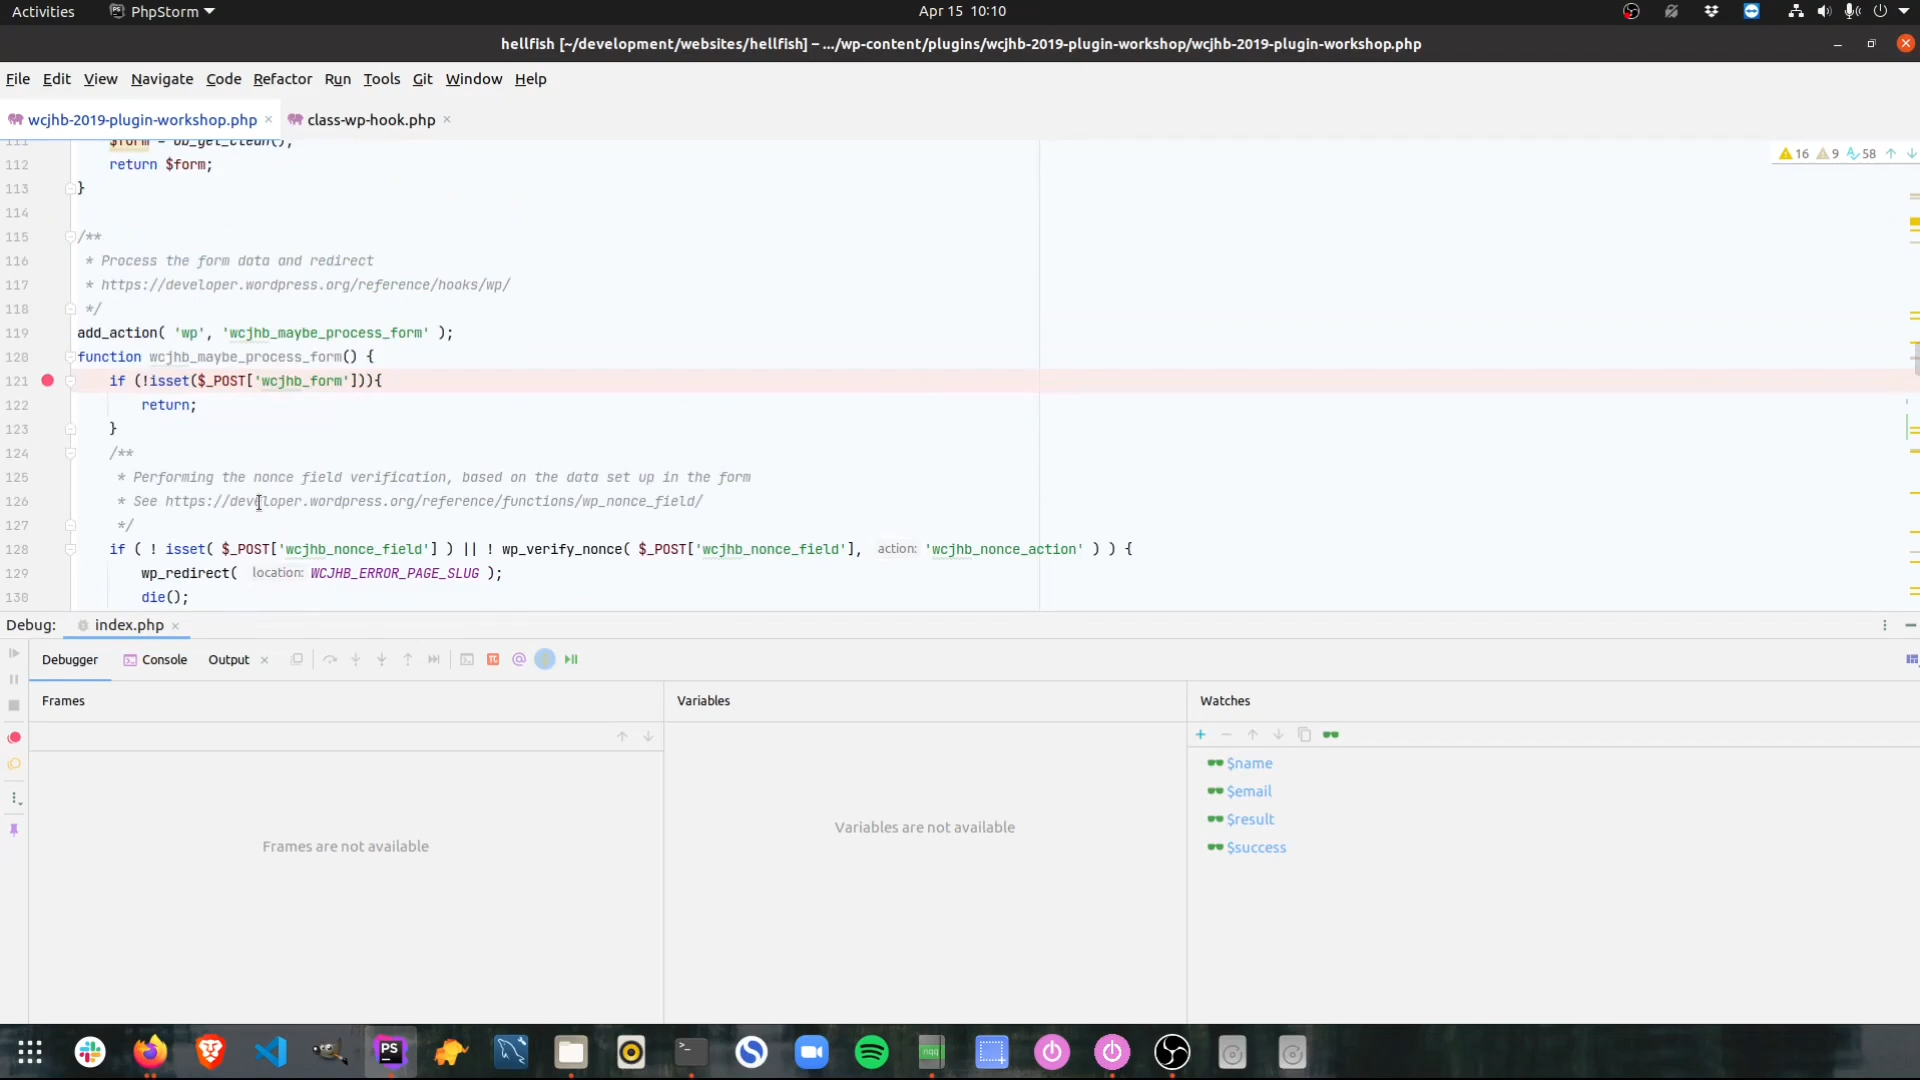 Activities PhpStorm Apr 15 10:10
hellfish [~/development/websites/hellfish] – .../wp-content/plugins/wcjhb-2019-plugin-workshop/wcjhb-2019-plugin-workshop.php
File Edit View Navigate Code Refactor Run Tools Git Window Help
wcjhb-2019-plugin-workshop.php class-wp-hook.php
111 $form = ob_get_clean();
112 return $form;
113 }
114
115 /**
116 * Process the form data and redirect
117 * https://developer.wordpress.org/reference/hooks/wp/
118 */
119 add_action( 'wp', 'wcjhb_maybe_process_form' );
120 function wcjhb_maybe_process_form() {
121 if (!isset($_POST['wcjhb_form'])){
122 return;
123 }
124 /**
125 * Performing the nonce field verification, based on the data set up in the form
126 * See https://developer.wordpress.org/reference/functions/wp_nonce_field/
127 */
128 if ( ! isset( $_POST['wcjhb_nonce_field'] ) || ! wp_verify_nonce( $_POST['wcjhb_nonce_field'], action: 'wcjhb_nonce_action' ) ) {
129 wp_redirect( location: WCJHB_ERROR_PAGE_SLUG );
130 die();
16 9 58
Debug: index.php
Debugger Console Output
Frames Variables Watches
$name
$email
$result
$success
Variables are not available
Frames are not available
PS
nqq